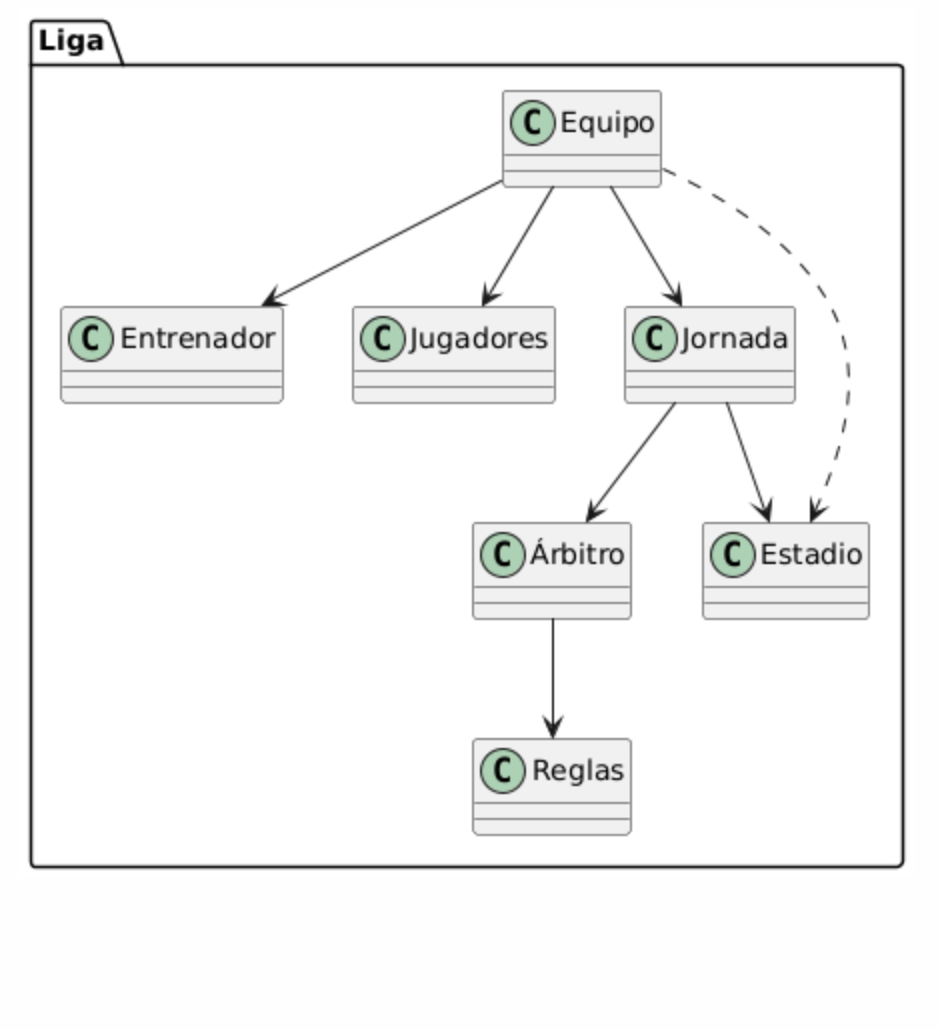 Liga
C Equipo
C Entrenador
C Jugadores
C Jornada
C Árbitro
C Estadio
C Reglas